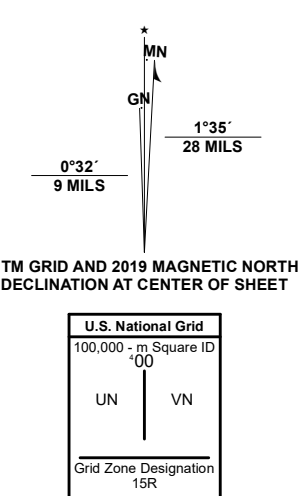 ★
MN
GN
1°35´
28 MILS
0°32´
9 MILS
TM GRID AND 2019 MAGNETIC NORTH
DECLINATION AT CENTER OF SHEET
U.S. National Grid
100,000 - m Square ID
⁴00
UN VN
Grid Zone Designation
15R